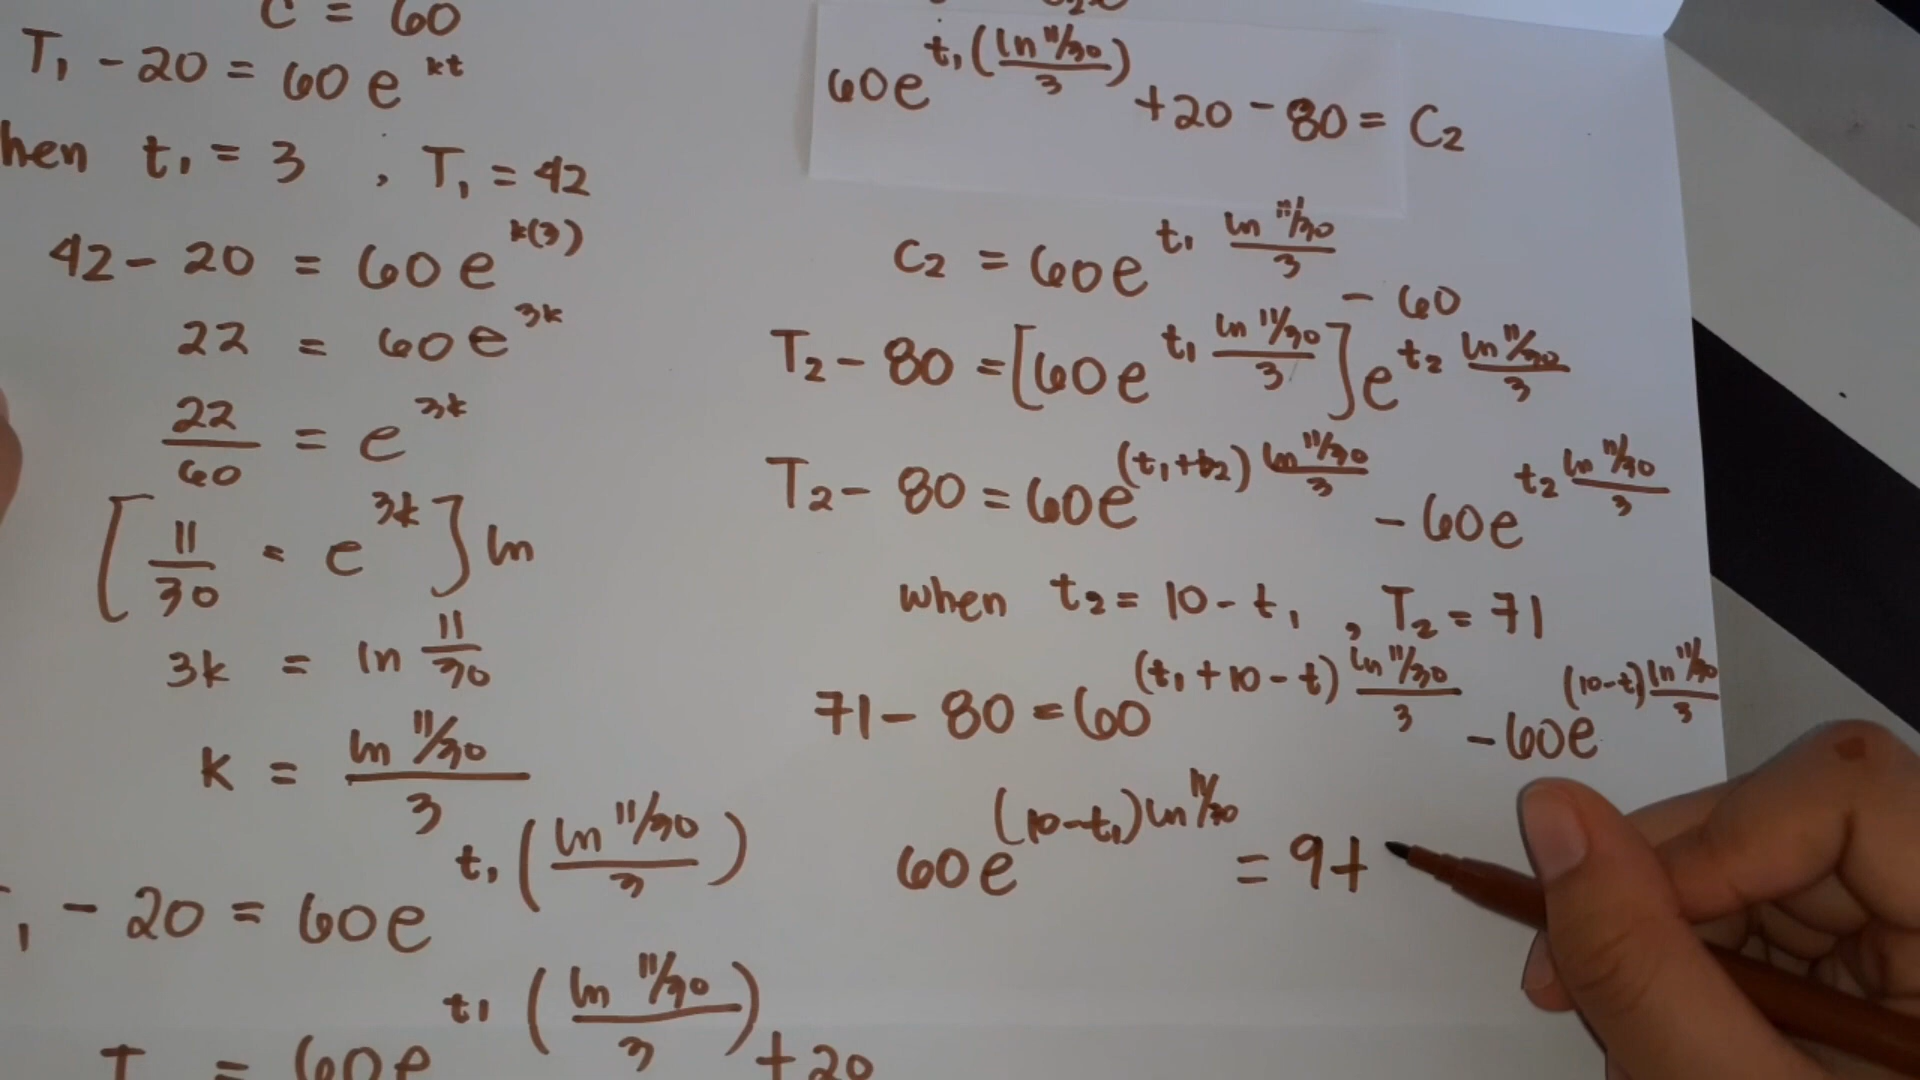 C = 60
T₁ - 20 = 60 e^kt
hen t₁ = 3 , T₁ = 42
42 - 20 = 60 e^k(3)
22 = 60 e^3k
22/60 = e^3k
[11/30 = e^3k] ln
3k = ln 11/30
k = ln 11/30 / 3
₁ - 20 = 60e^t₁(ln 11/30 / 3)
T = 60e^t₁(ln 11/30 / 3) + 20
60e^t₁(ln 11/30 / 3) + 20 - 80 = C₂
C₂ = 60e^t₁ ln 11/30 / 3 - 60
T₂ - 80 = [60e^t₁ ln 11/30 / 3] e^t₂ ln 11/30 / 3
T₂ - 80 = 60e^(t₁+t₂) ln 11/30 / 3 - 60e^t₂ ln 11/30 / 3
when t₂ = 10 - t₁ , T₂ = 71
71 - 80 = 60^(t₁ + 10 - t) ln 11/30 / 3 - 60e^(10-t) ln 11/30 / 3
60e^(10-t₁) ln 11/30 = 9+